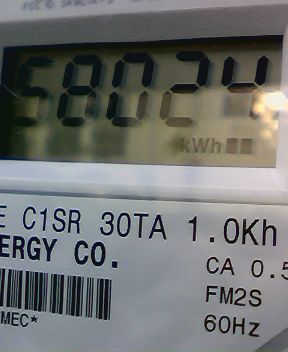 58024
kWh
E C1SR 30TA 1.0Kh
ERGY CO.
CA 0.5
FM2S
MEC*
60Hz